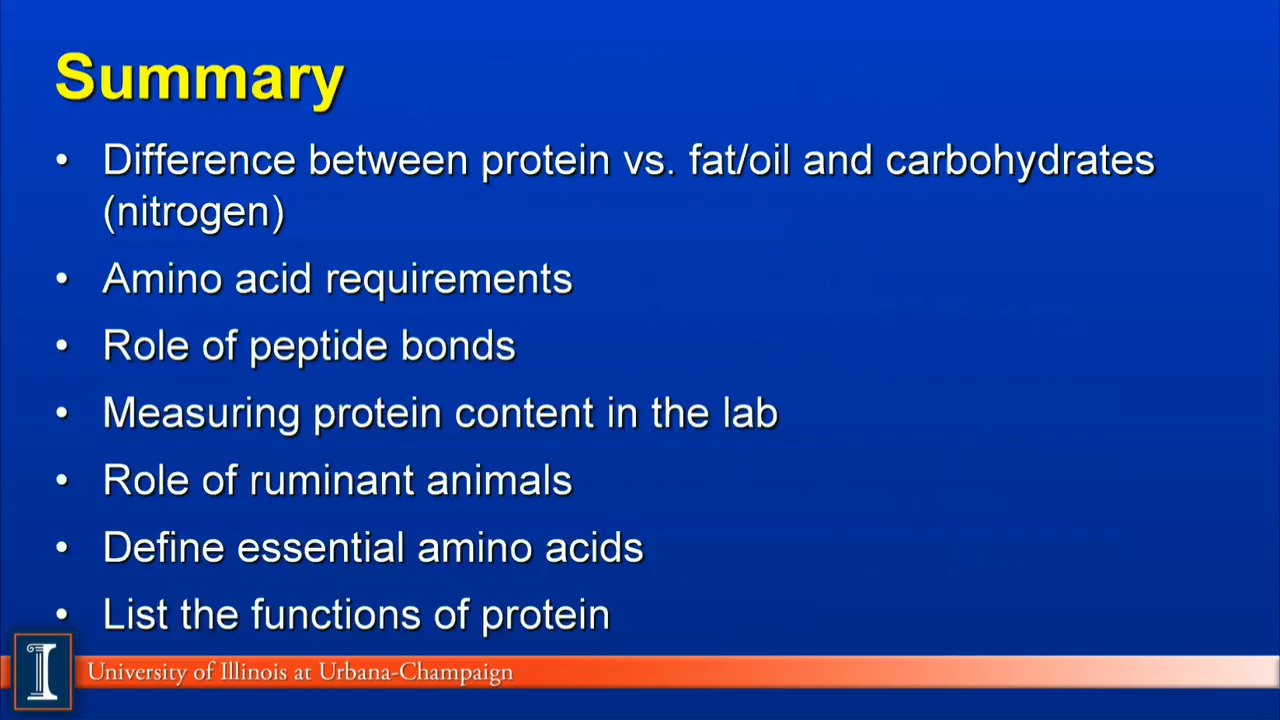 Summary
• Difference between protein vs. fat/oil and carbohydrates
(nitrogen)
• Amino acid requirements
• Role of peptide bonds
• Measuring protein content in the lab
• Role of ruminant animals
• Define essential amino acids
• List the functions of protein
I
University of Illinois at Urbana-Champaign